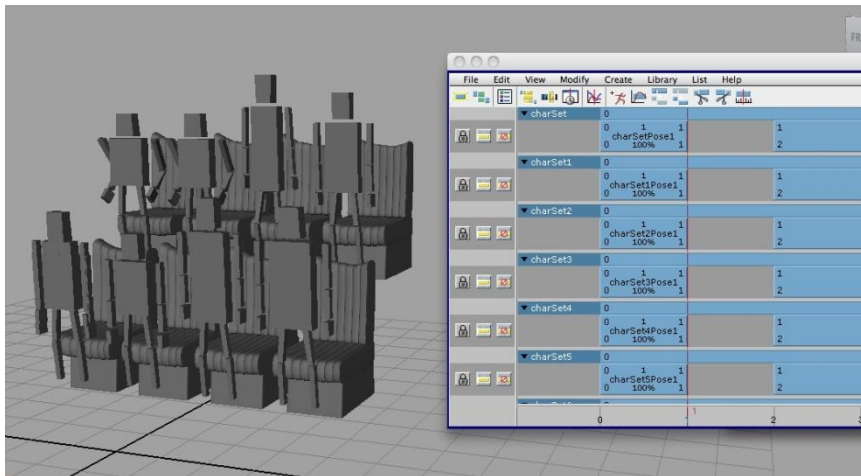 FR
File Edit View Modify Create Library List Help
charSet 0
0 1 1 1
charSetPose1
0 100% 1 2
charSet1 0
0 1 1 1
charSet1Pose1
0 100% 1 2
charSet2 0
0 1 1 1
charSet2Pose1
0 100% 1 2
charSet3 0
0 1 1 1
charSet3Pose1
0 100% 1 2
charSet4 0
0 1 1 1
charSet4Pose1
0 100% 1 2
charSet5 0
0 1 1 1
charSet5Pose1
0 100% 1 2
1
0 1 2